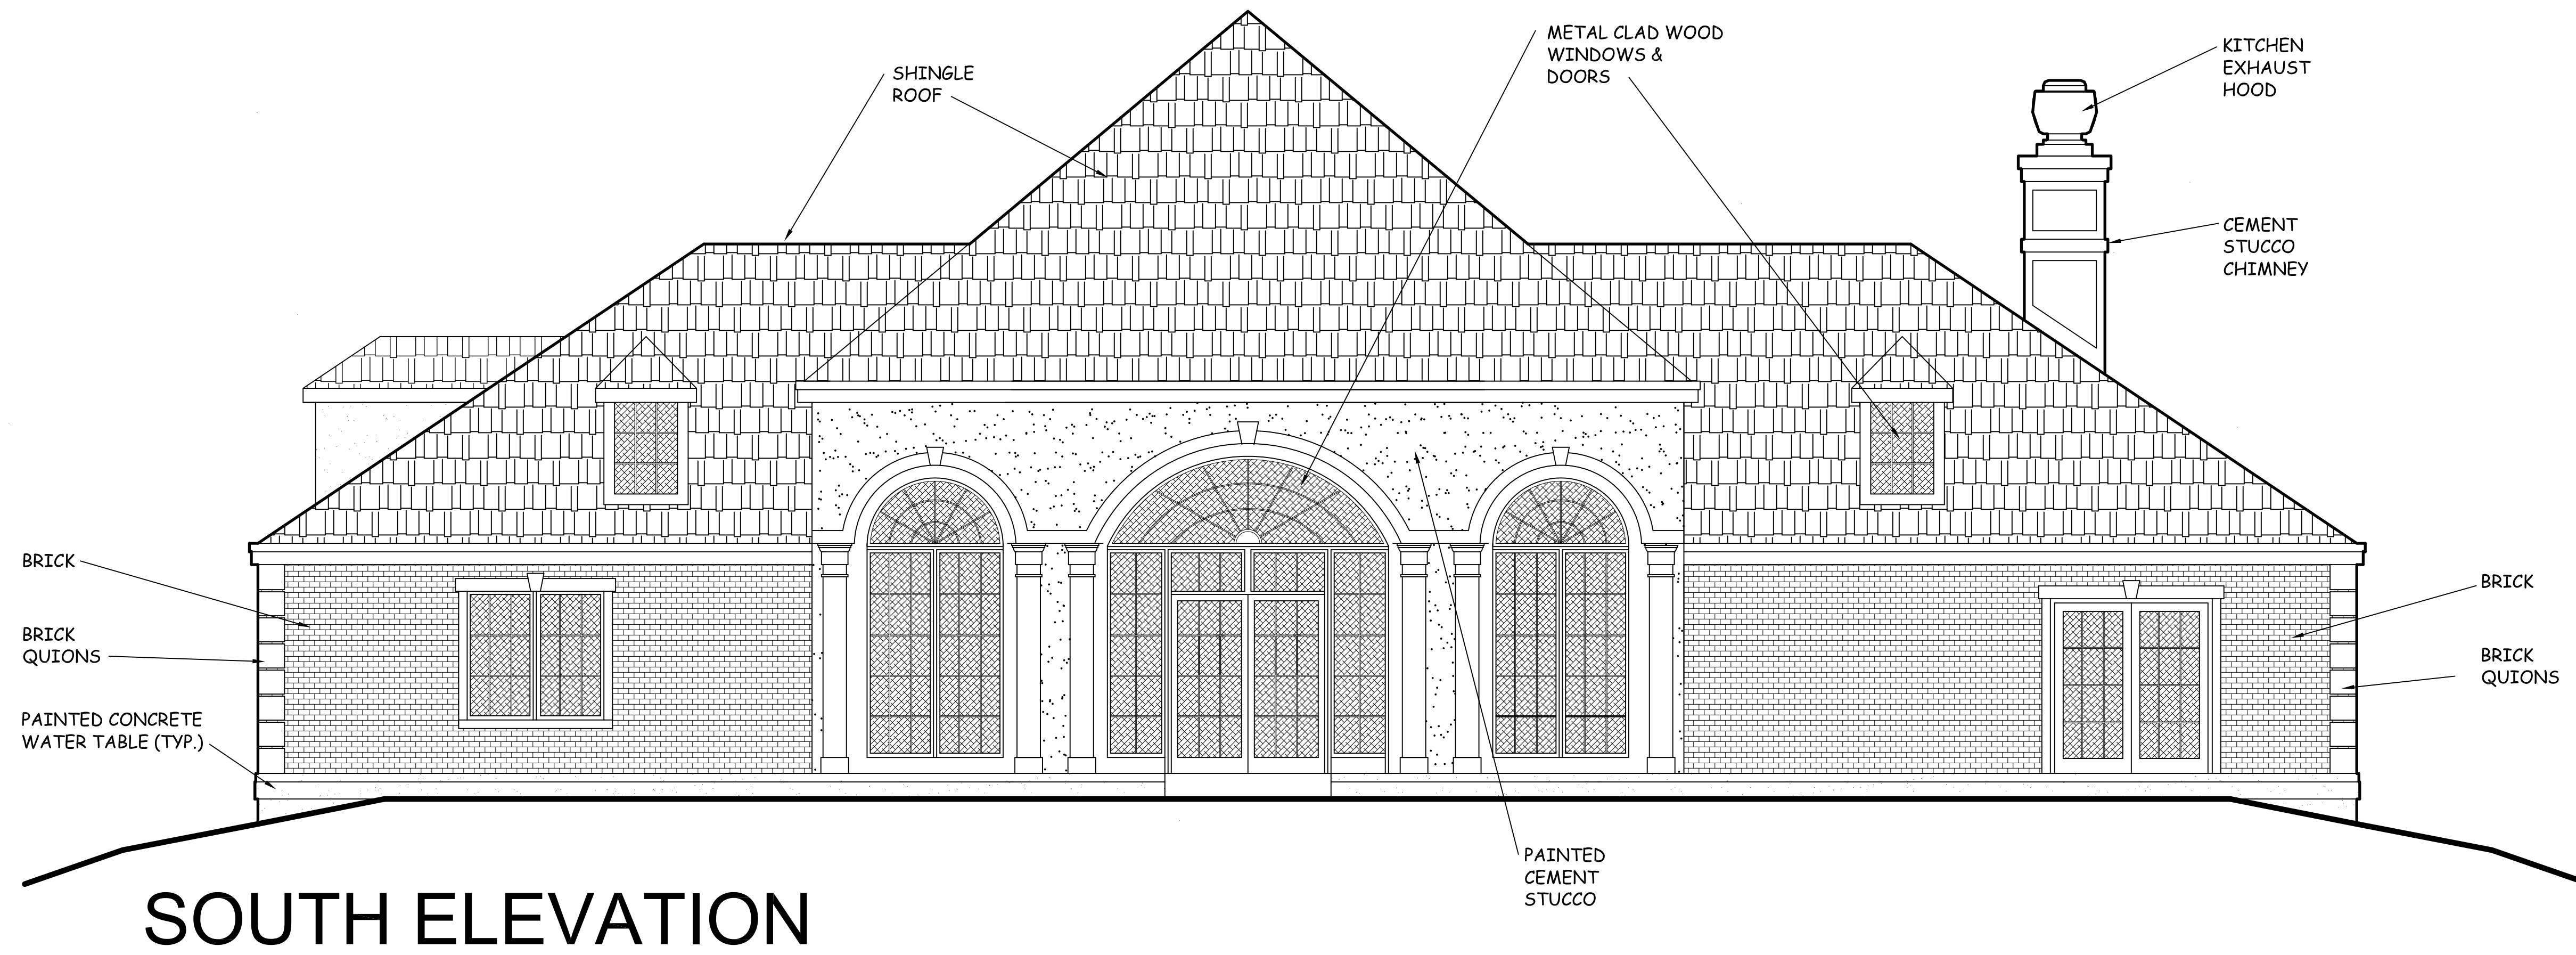 SHINGLE
ROOF
METAL CLAD WOOD
WINDOWS &
DOORS
KITCHEN
EXHAUST
HOOD
CEMENT
STUCCO
CHIMNEY
BRICK
BRICK
QUIONS
PAINTED CONCRETE
WATER TABLE (TYP.)
BRICK
BRICK
QUIONS
PAINTED
CEMENT
STUCCO
SOUTH ELEVATION